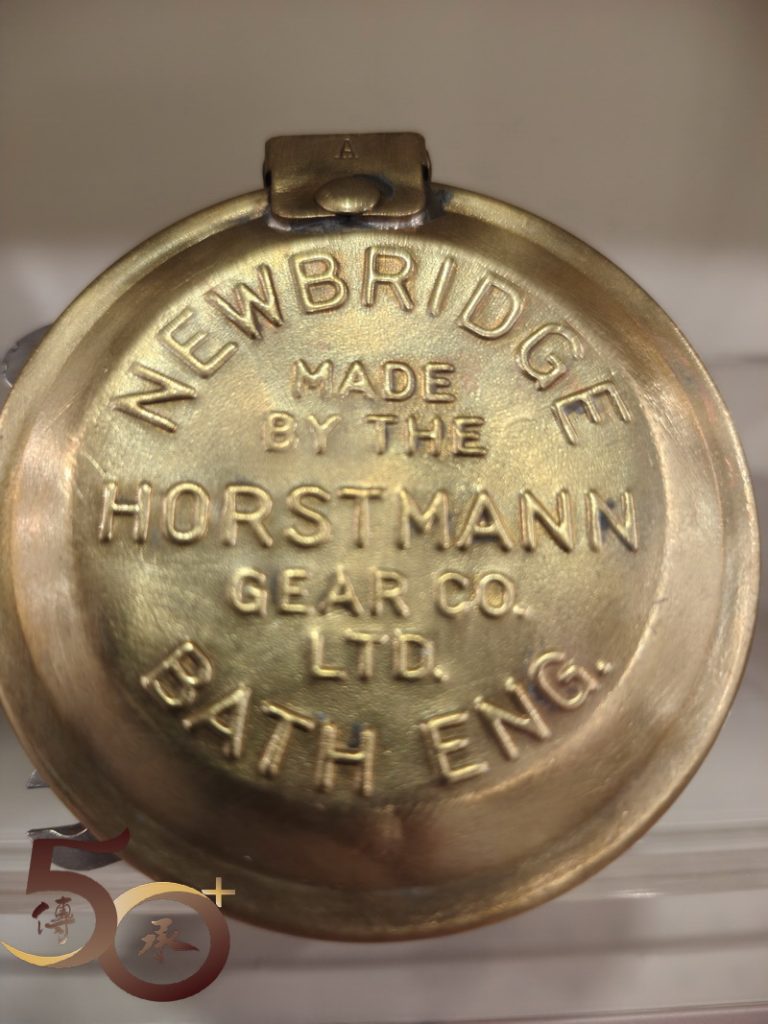 A
NEWBRIDGE
MADE
BY THE
HORSTMANN
GEAR CO.
LTD.
BATH ENG.
50+
傳承